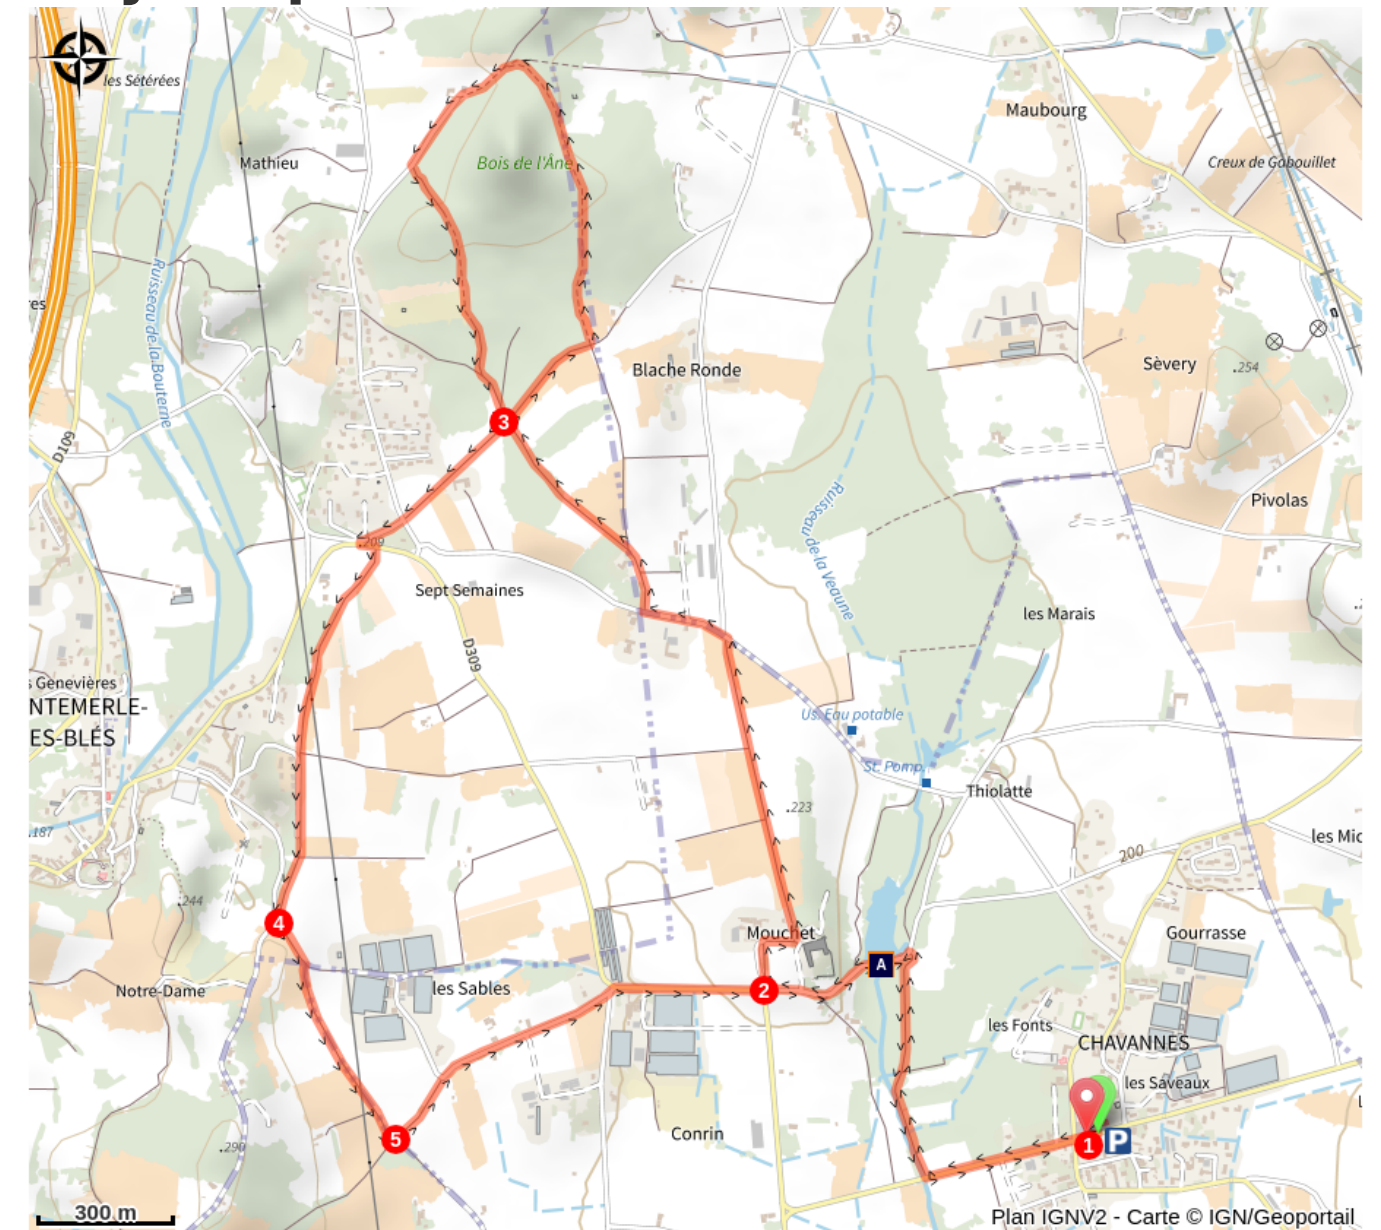 les Sétérées
Maubourg
Mathieu
Bois de l'Âne
Creux de Gabouillet
Ruisseau de la Bouterne
Blache Ronde
Sèvery
.254
3
D109
Pivolas
Ruisseau de la Veaune
.209
Sept Semaines
les Marais
D309
Genevières
NTEMERLE-
ES-BLÉS
Us. Eau potable
St. Pomp.
Thiolatte
.223
.187
les Mic
200
.244
4
Mouchet
Gourrasse
A
Notre-Dame
les Sables
2
les Fonts
CHAVANNES
les Saveaux
5
Conrin
1
P
.290
300 m
Plan IGNV2 - Carte © IGN/Geoportail